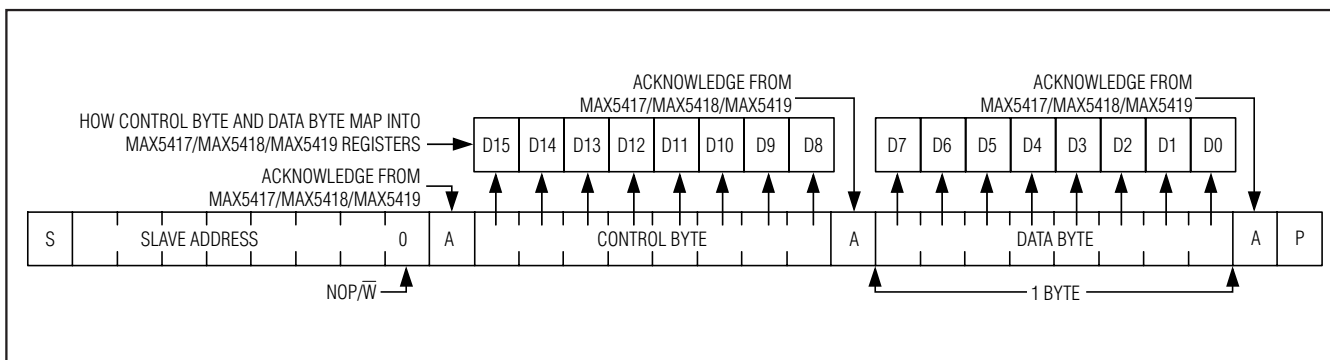 ACKNOWLEDGE FROM
MAX5417/MAX5418/MAX5419
ACKNOWLEDGE FROM
MAX5417/MAX5418/MAX5419
HOW CONTROL BYTE AND DATA BYTE MAP INTO
MAX5417/MAX5418/MAX5419 REGISTERS
D15 D14 D13 D12 D11 D10 D9 D8
D7 D6 D5 D4 D3 D2 D1 D0
ACKNOWLEDGE FROM
MAX5417/MAX5418/MAX5419
S SLAVE ADDRESS 0 A CONTROL BYTE A DATA BYTE A P
NOP/W̅
1 BYTE